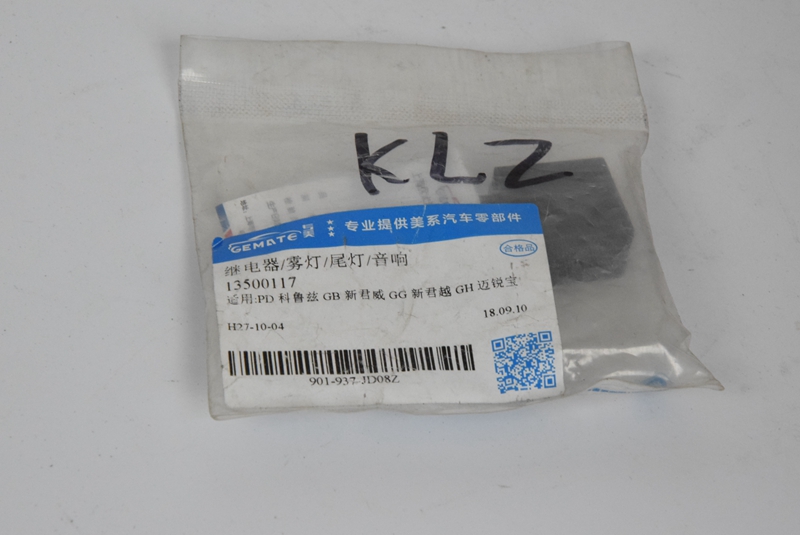 KLZ
GEMATE 与美 专业提供美系汽车零部件
合格品
继电器/雾灯/尾灯/音响
13500117
适用:PD 科鲁兹 GB 新君威 GG 新君越 GH 迈锐宝
H27-10-04
18.09.10
901-937-JD08Z